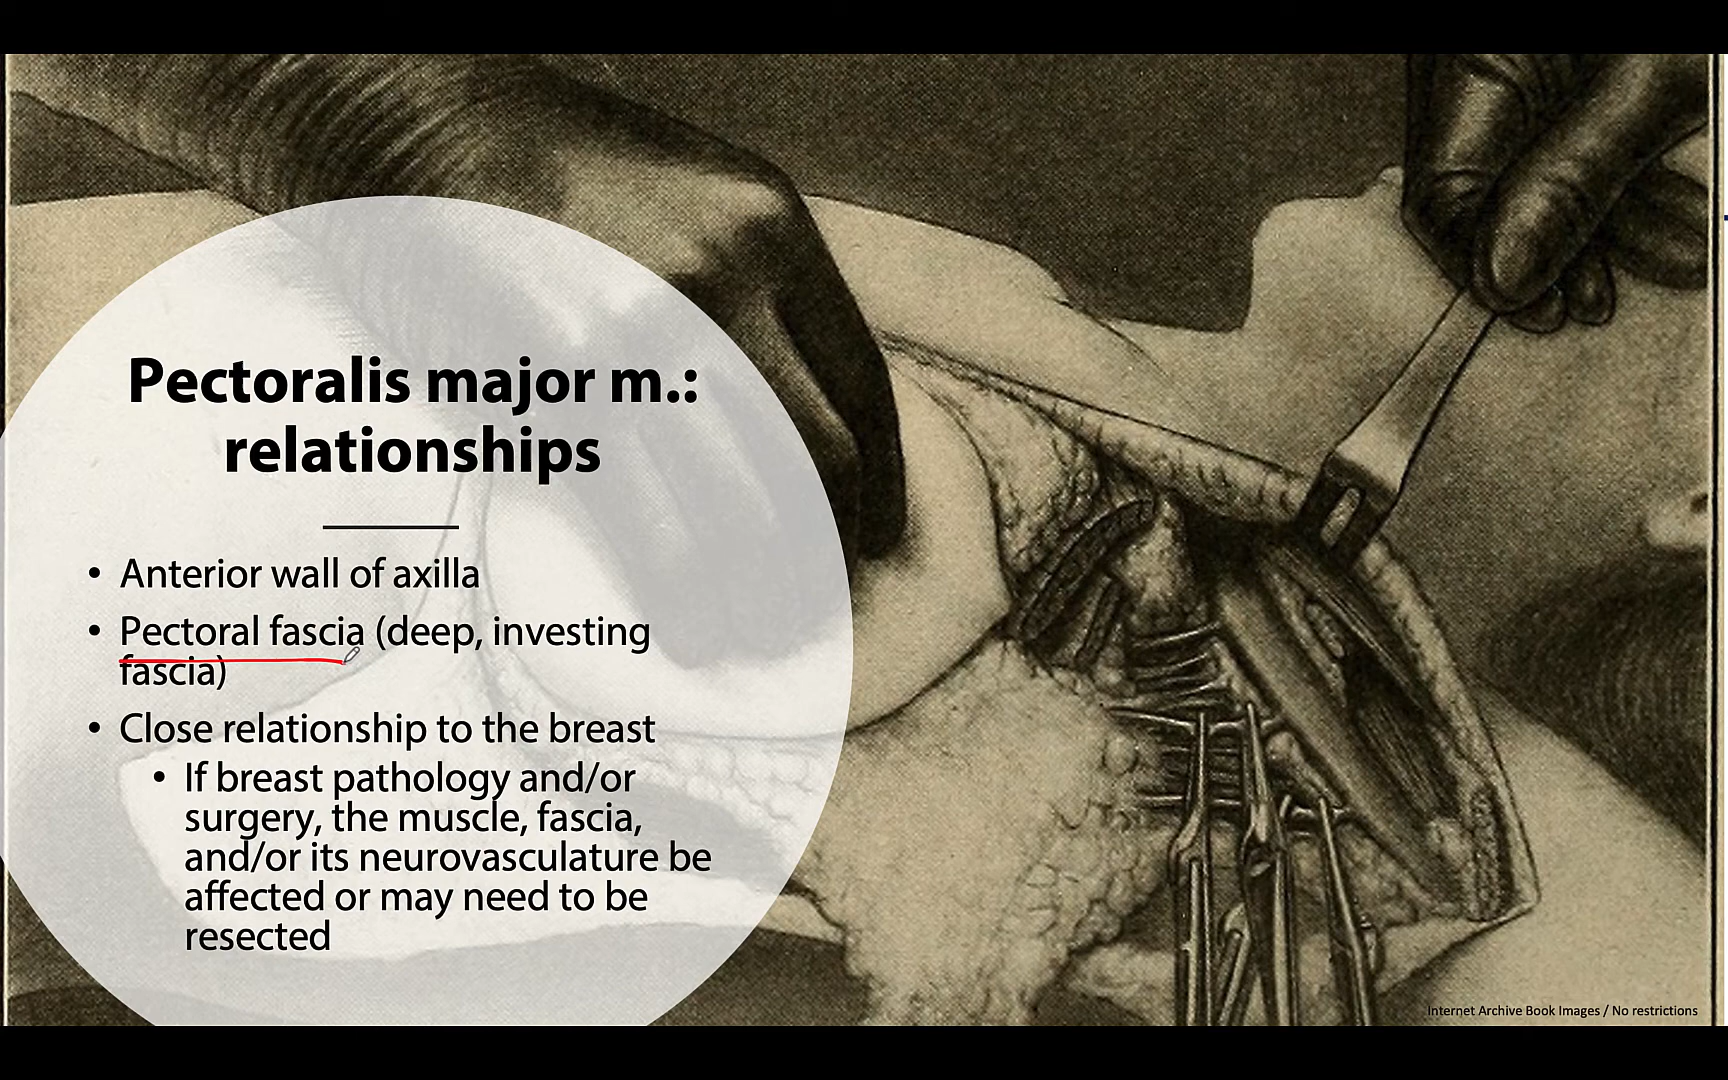 Pectoralis major m.:
relationships
• Anterior wall of axilla
• Pectoral fascia (deep, investing
fascia)
• Close relationship to the breast
• If breast pathology and/or
surgery, the muscle, fascia,
and/or its neurovasculature be
affected or may need to be
resected
Internet Archive Book Images / No restrictions